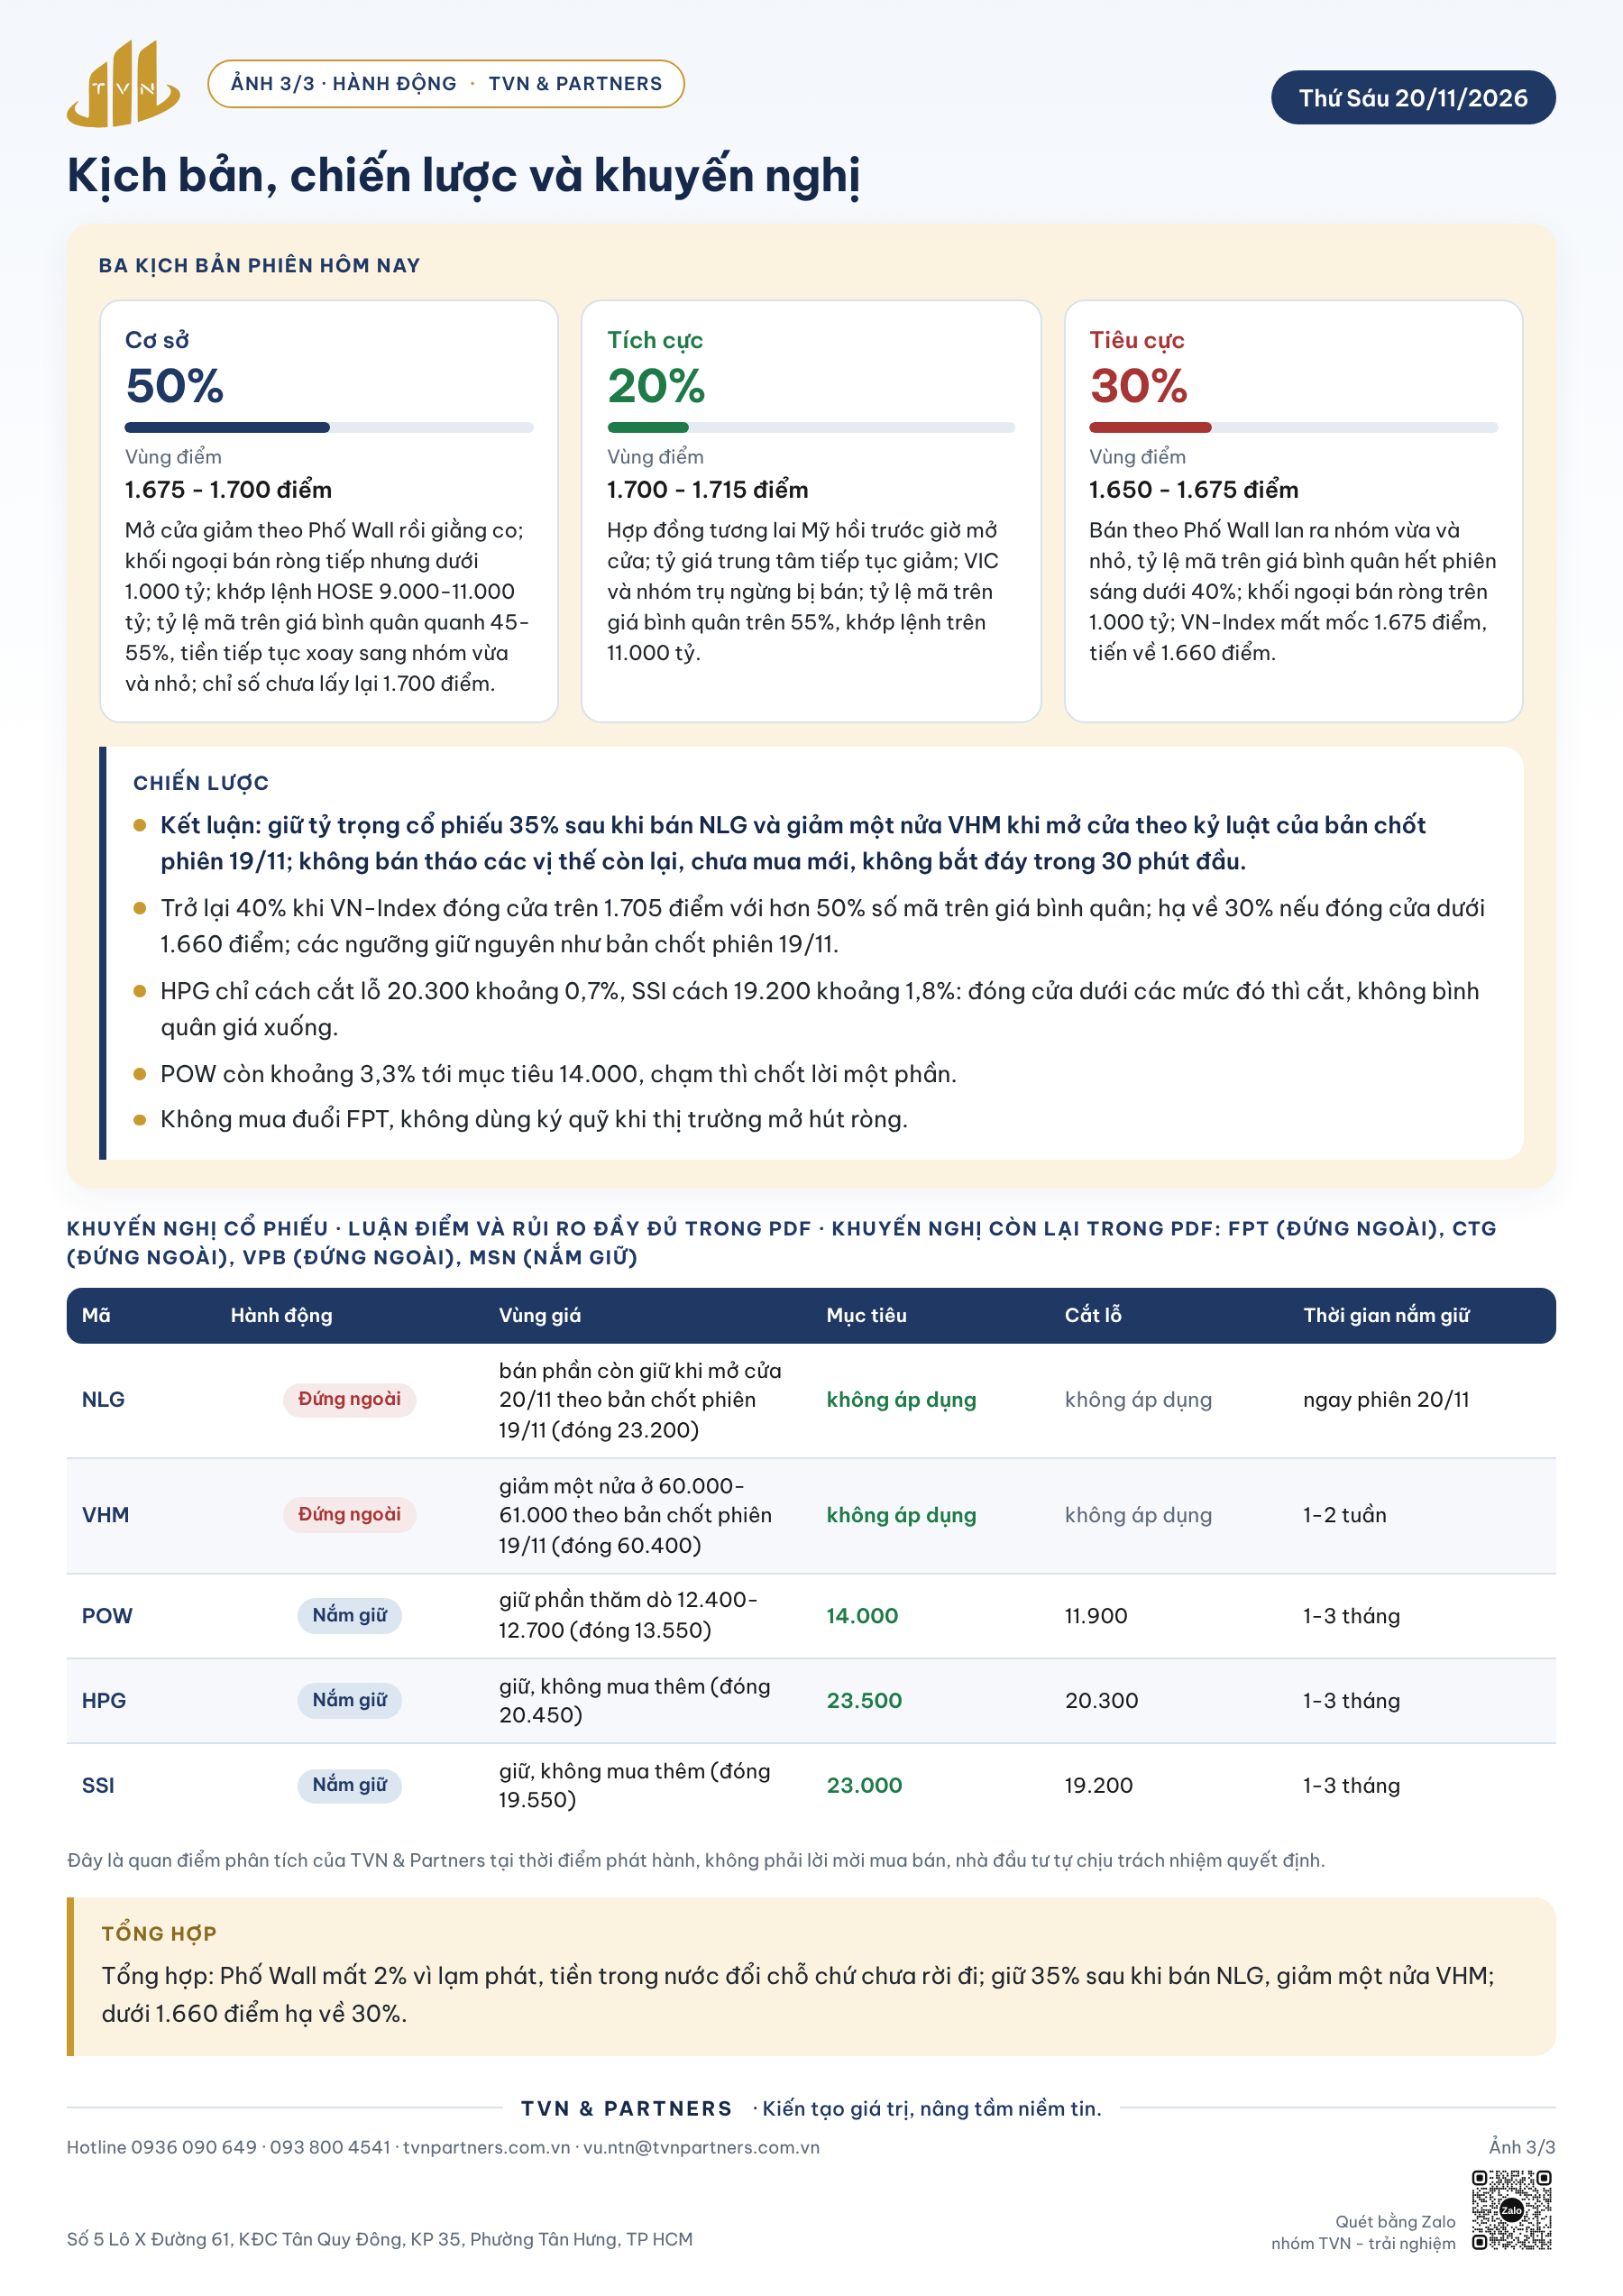 TVN
ẢNH 3/3 · HÀNH ĐỘNG · TVN & PARTNERS
Thứ Sáu 20/11/2026
Kịch bản, chiến lược và khuyến nghị
BA KỊCH BẢN PHIÊN HÔM NAY
Cơ sở
50%
Vùng điểm
1.675 - 1.700 điểm
Mở cửa giảm theo Phố Wall rồi giằng co;
khối ngoại bán ròng tiếp nhưng dưới
1.000 tỷ; khớp lệnh HOSE 9.000-11.000
tỷ; tỷ lệ mã trên giá bình quân quanh 45-
55%, tiền tiếp tục xoay sang nhóm vừa
và nhỏ; chỉ số chưa lấy lại 1.700 điểm.
Tích cực
20%
Vùng điểm
1.700 - 1.715 điểm
Hợp đồng tương lai Mỹ hồi trước giờ mở
cửa; tỷ giá trung tâm tiếp tục giảm; VIC
và nhóm trụ ngừng bị bán; tỷ lệ mã trên
giá bình quân trên 55%, khớp lệnh trên
11.000 tỷ.
Tiêu cực
30%
Vùng điểm
1.650 - 1.675 điểm
Bán theo Phố Wall lan ra nhóm vừa và
nhỏ, tỷ lệ mã trên giá bình quân hết phiên
sáng dưới 40%; khối ngoại bán ròng trên
1.000 tỷ; VN-Index mất mốc 1.675 điểm,
tiến về 1.660 điểm.
CHIẾN LƯỢC
Kết luận: giữ tỷ trọng cổ phiếu 35% sau khi bán NLG và giảm một nửa VHM khi mở cửa theo kỷ luật của bản chốt
phiên 19/11; không bán tháo các vị thế còn lại, chưa mua mới, không bắt đáy trong 30 phút đầu.
Trở lại 40% khi VN-Index đóng cửa trên 1.705 điểm với hơn 50% số mã trên giá bình quân; hạ về 30% nếu đóng cửa dưới
1.660 điểm; các ngưỡng giữ nguyên như bản chốt phiên 19/11.
HPG chỉ cách cắt lỗ 20.300 khoảng 0,7%, SSI cách 19.200 khoảng 1,8%: đóng cửa dưới các mức đó thì cắt, không bình
quân giá xuống.
POW còn khoảng 3,3% tới mục tiêu 14.000, chạm thì chốt lời một phần.
Không mua đuổi FPT, không dùng ký quỹ khi thị trường mở hút ròng.
KHUYẾN NGHỊ CỔ PHIẾU · LUẬN ĐIỂM VÀ RỦI RO ĐẦY ĐỦ TRONG PDF · KHUYẾN NGHỊ CÒN LẠI TRONG PDF: FPT (ĐỨNG NGOÀI), CTG
(ĐỨNG NGOÀI), VPB (ĐỨNG NGOÀI), MSN (NẮM GIỮ)
Mã Hành động Vùng giá Mục tiêu Cắt lỗ Thời gian nắm giữ
NLG Đứng ngoài bán phần còn giữ khi mở cửa
20/11 theo bản chốt phiên
19/11 (đóng 23.200) không áp dụng không áp dụng ngay phiên 20/11
VHM Đứng ngoài giảm một nửa ở 60.000-
61.000 theo bản chốt phiên
19/11 (đóng 60.400) không áp dụng không áp dụng 1-2 tuần
POW Nắm giữ giữ phần thăm dò 12.400-
12.700 (đóng 13.550) 14.000 11.900 1-3 tháng
HPG Nắm giữ giữ, không mua thêm (đóng
20.450) 23.500 20.300 1-3 tháng
SSI Nắm giữ giữ, không mua thêm (đóng
19.550) 23.000 19.200 1-3 tháng
Đây là quan điểm phân tích của TVN & Partners tại thời điểm phát hành, không phải lời mời mua bán, nhà đầu tư tự chịu trách nhiệm quyết định.
TỔNG HỢP
Tổng hợp: Phố Wall mất 2% vì lạm phát, tiền trong nước đổi chỗ chứ chưa rời đi; giữ 35% sau khi bán NLG, giảm một nửa VHM;
dưới 1.660 điểm hạ về 30%.
TVN & PARTNERS · Kiến tạo giá trị, nâng tầm niềm tin.
Hotline 0936 090 649 · 093 800 4541 · tvnpartners.com.vn · vu.ntn@tvnpartners.com.vn
Ảnh 3/3
Zalo
Quét bằng Zalo
nhóm TVN - trải nghiệm
Số 5 Lô X Đường 61, KĐC Tân Quy Đông, KP 35, Phường Tân Hưng, TP HCM